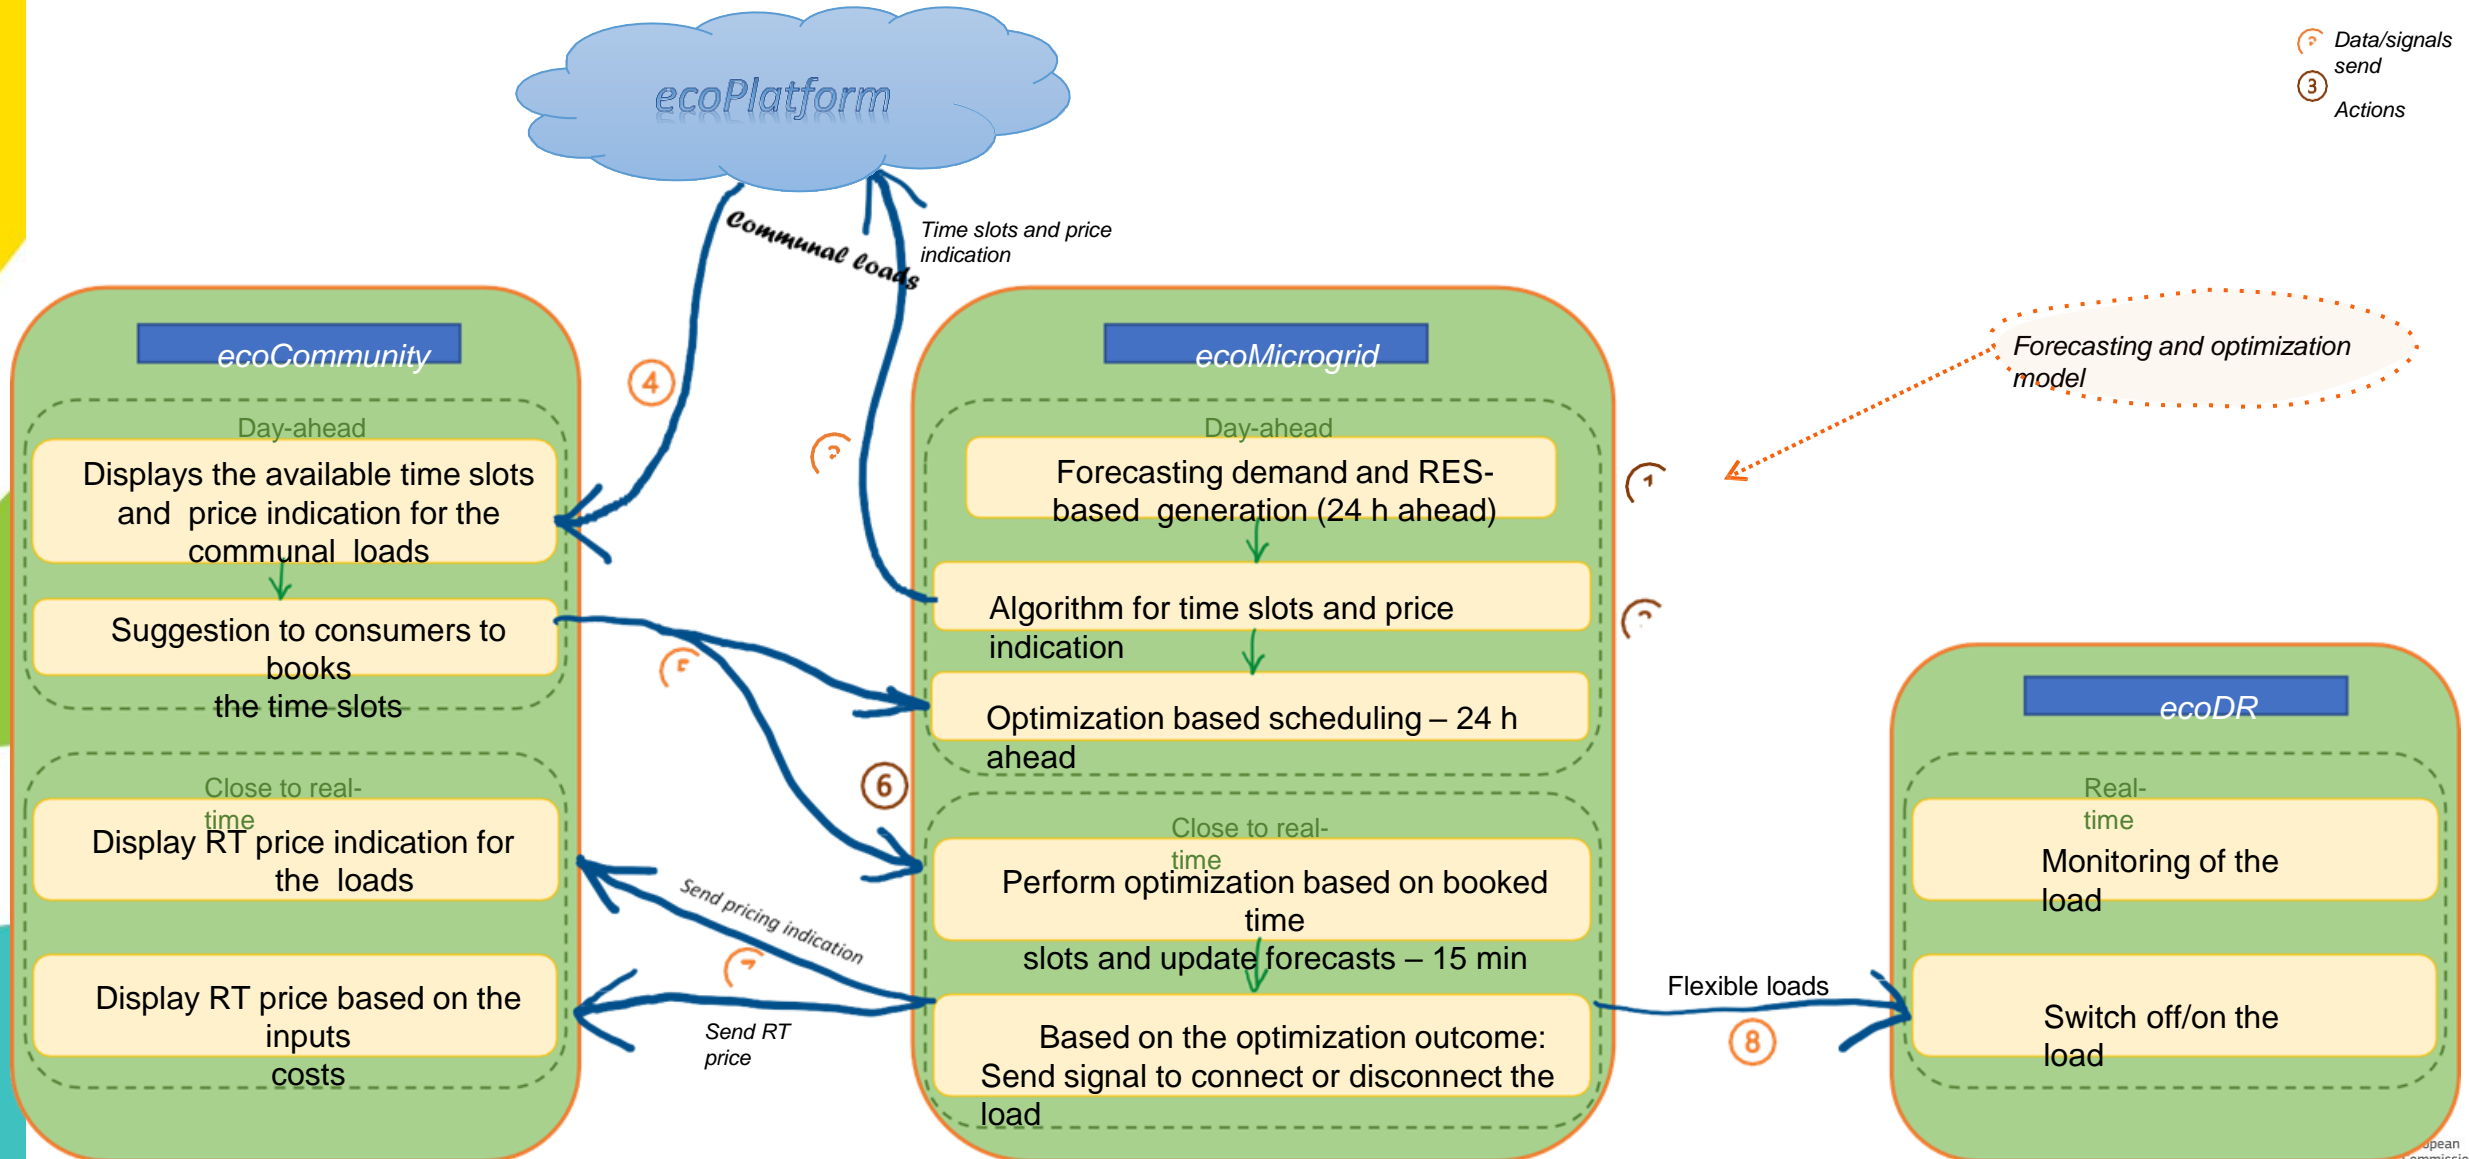 ecoPlatform
Data/signals
send
3
Actions
Communal loads
Time slots and price
indication
ecoCommunity
ecoMicrogrid
Forecasting and optimization
model
4
Day-ahead
Displays the available time slots
and price indication for the
communal loads
Suggestion to consumers to
books
the time slots
Close to real-
time
Display RT price indication for
the loads
Display RT price based on the
inputs
costs
Day-ahead
Forecasting demand and RES-
based generation (24 h ahead)
1
Algorithm for time slots and price
indication
Optimization based scheduling – 24 h
ahead
6
Close to real-
time
Perform optimization based on booked
time
slots and update forecasts – 15 min
Based on the optimization outcome:
Send signal to connect or disconnect the
load
Send pricing indication
Send RT
price
Flexible loads
8
ecoDR
Real-
time
Monitoring of the
load
Switch off/on the
load